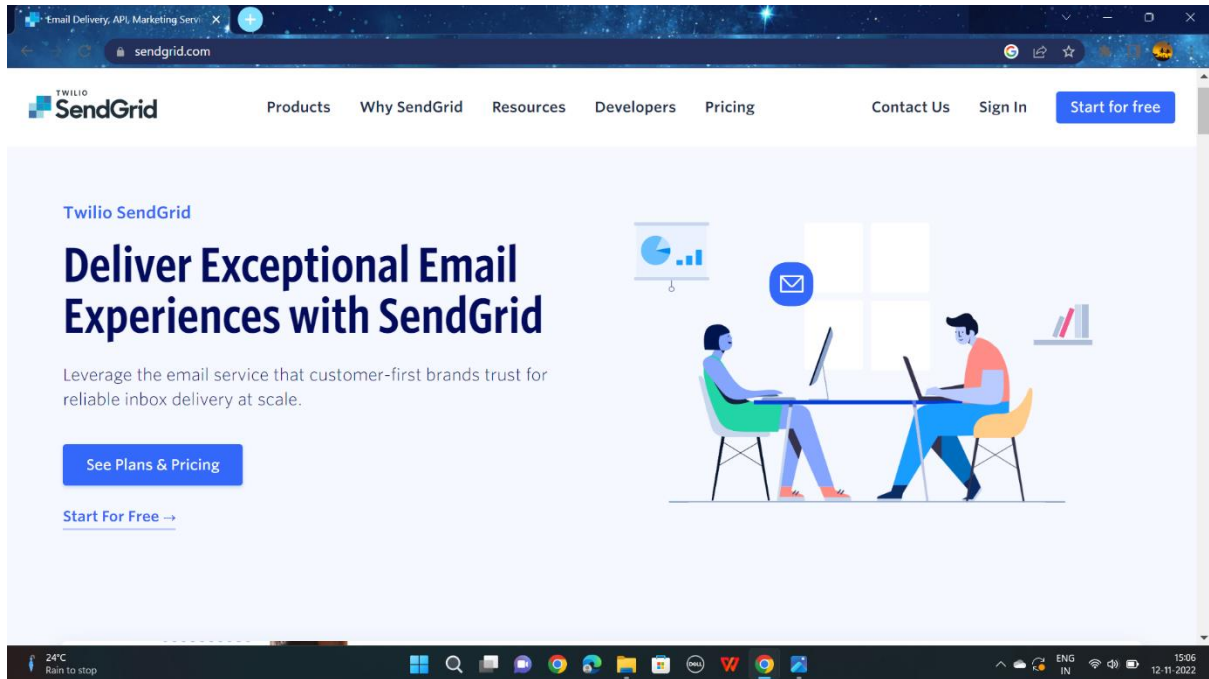 Email Delivery, API, Marketing Servi
sendgrid.com
TWILIO
SendGrid
Products Why SendGrid Resources Developers Pricing Contact Us Sign In Start for free
Twilio SendGrid
Deliver Exceptional Email
Experiences with SendGrid
Leverage the email service that customer-first brands trust for
reliable inbox delivery at scale.
See Plans & Pricing
Start For Free →
24°C
Rain to stop
DELL
ENG
IN
15:06
12-11-2022